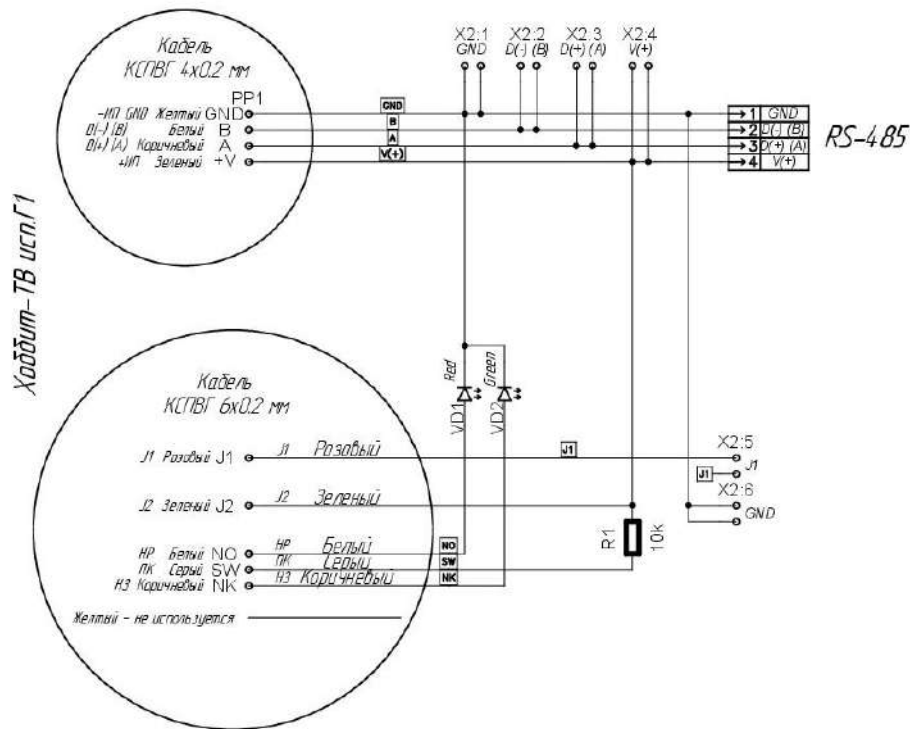 Хоббит-ТВ исп.Г1
Кабель
КСПВГ 4х0.2 мм
PP1
-ИП GND Желтый GND
D(-) (B) Белый B
D(+) (A) Коричневый A
+ИП Зеленый +V
GND
B
A
V(+)
X2:1
GND
X2:2
D(-) (B)
X2:3
D(+) (A)
X2:4
V(+)
1 GND
2 D(-) (B)
3 D(+) (A)
4 V(+)
RS-485
Red
Green
VD1
VD2
Кабель
КСПВГ 6х0.2 мм
J1 Розовый J1
J1 Розовый
J1
X2:5
J1
J1
X2:6
GND
J2 Зеленый J2
J2 Зеленый
R1
10k
НР Белый NO
НР Белый
NO
ПК Серый SW
ПК Серый
SW
НЗ Коричневый NK
НЗ Коричневый
NK
Желтый - не используется